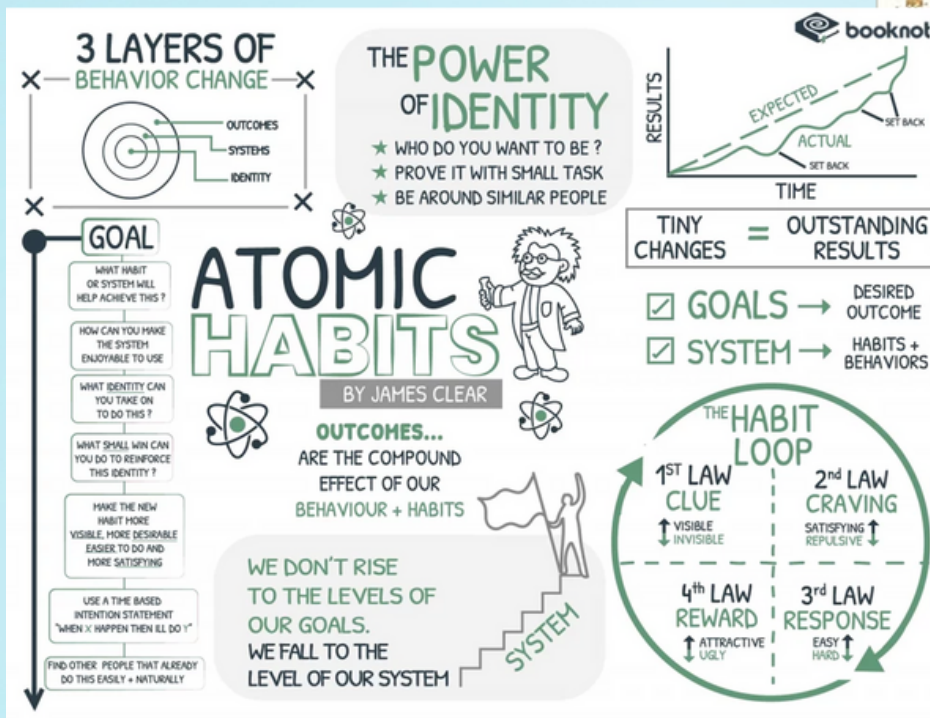 3 LAYERS OF
BEHAVIOR CHANGE
OUTCOMES
SYSTEMS
IDENTITY
THE POWER
OF IDENTITY
★ WHO DO YOU WANT TO BE ?
★ PROVE IT WITH SMALL TASK
★ BE AROUND SIMILAR PEOPLE
booknot
RESULTS
EXPECTED
ACTUAL
SET BACK
SET BACK
TIME
TINY
CHANGES
=
OUTSTANDING
RESULTS
GOALS →
DESIRED
OUTCOME
SYSTEM →
HABITS +
BEHAVIORS
GOAL
WHAT HABIT
OR SYSTEM WILL
HELP ACHIEVE THIS ?
HOW CAN YOU MAKE
THE SYSTEM
ENJOYABLE TO USE
WHAT IDENTITY CAN
YOU TAKE ON
TO DO THIS ?
WHAT SMALL WIN CAN
YOU DO TO REINFORCE
THIS IDENTITY ?
MAKE THE NEW
HABIT MORE
VISIBLE, MORE DESIRABLE
EASIER TO DO AND
MORE SATISFYING
USE A TIME BASED
INTENTION STATEMENT
"WHEN X HAPPEN THEN ILL DO Y"
FIND OTHER PEOPLE THAT ALREADY
DO THIS EASILY + NATURALLY
ATOMIC
HABITS
BY JAMES CLEAR
OUTCOMES...
ARE THE COMPOUND
EFFECT OF OUR
BEHAVIOUR + HABITS
WE DON'T RISE
TO THE LEVELS OF
OUR GOALS.
WE FALL TO THE
LEVEL OF OUR SYSTEM
SYSTEM
THE HABIT
LOOP
1ST LAW
CLUE
VISIBLE
INVISIBLE
2nd LAW
CRAVING
SATISFYING
REPULSIVE
4th LAW
REWARD
ATTRACTIVE
UGLY
3rd LAW
RESPONSE
EASY
HARD